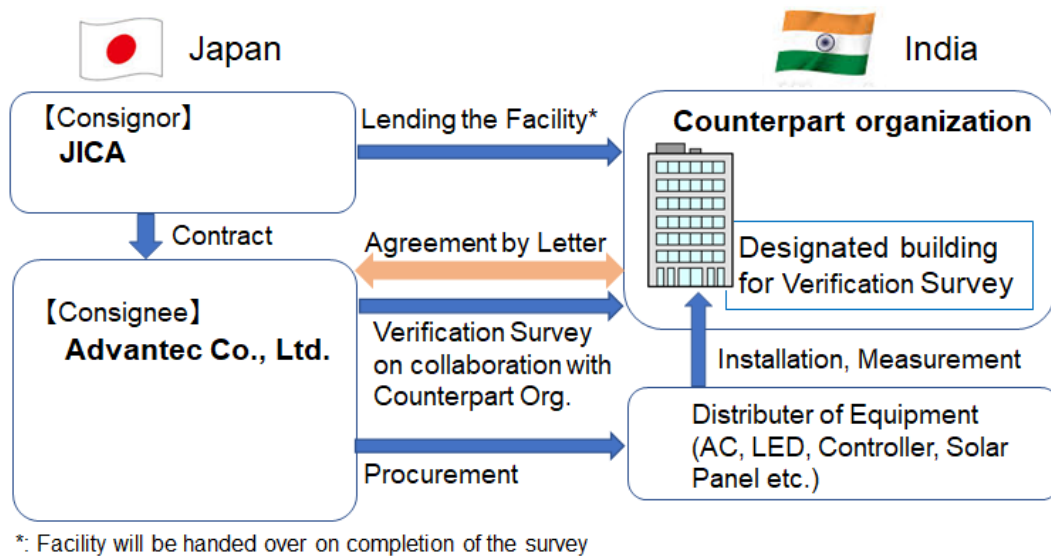 Japan
India
【Consignor】
JICA
Lending the Facility*
Counterpart organization
Contract
Agreement by Letter
Designated building
for Verification Survey
【Consignee】
Advantec Co., Ltd.
Verification Survey
on collaboration with
Counterpart Org.
Installation, Measurement
Distributer of Equipment
(AC, LED, Controller, Solar
Panel etc.)
Procurement
*: Facility will be handed over on completion of the survey